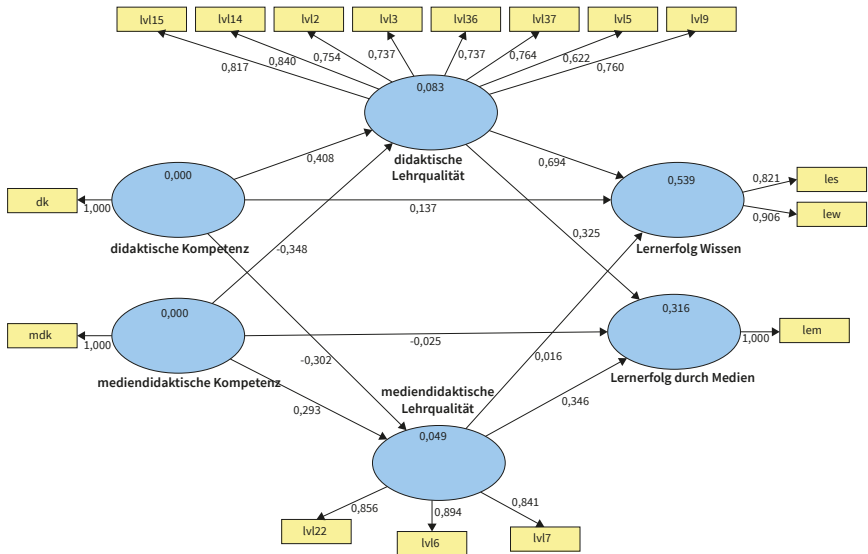 lvl15
lvl14
lvl2
lvl3
lvl36
lvl37
lvl5
lvl9
0,817
0,840
0,754
0,737
0,737
0,764
0,622
0,760
0,083
didaktische
Lehrqualität
0,408
0,694
0,000
0,539
dk
1,000
0,137
0,821
les
0,906
lew
didaktische Kompetenz
-0,348
0,325
Lernerfolg Wissen
0,000
0,316
mdk
1,000
-0,025
1,000
lem
-0,302
0,016
mediendidaktische Kompetenz
Lernerfolg durch Medien
mediendidaktische
Lehrqualität
0,293
0,346
0,049
0,856
0,894
0,841
lvl22
lvl6
lvl7